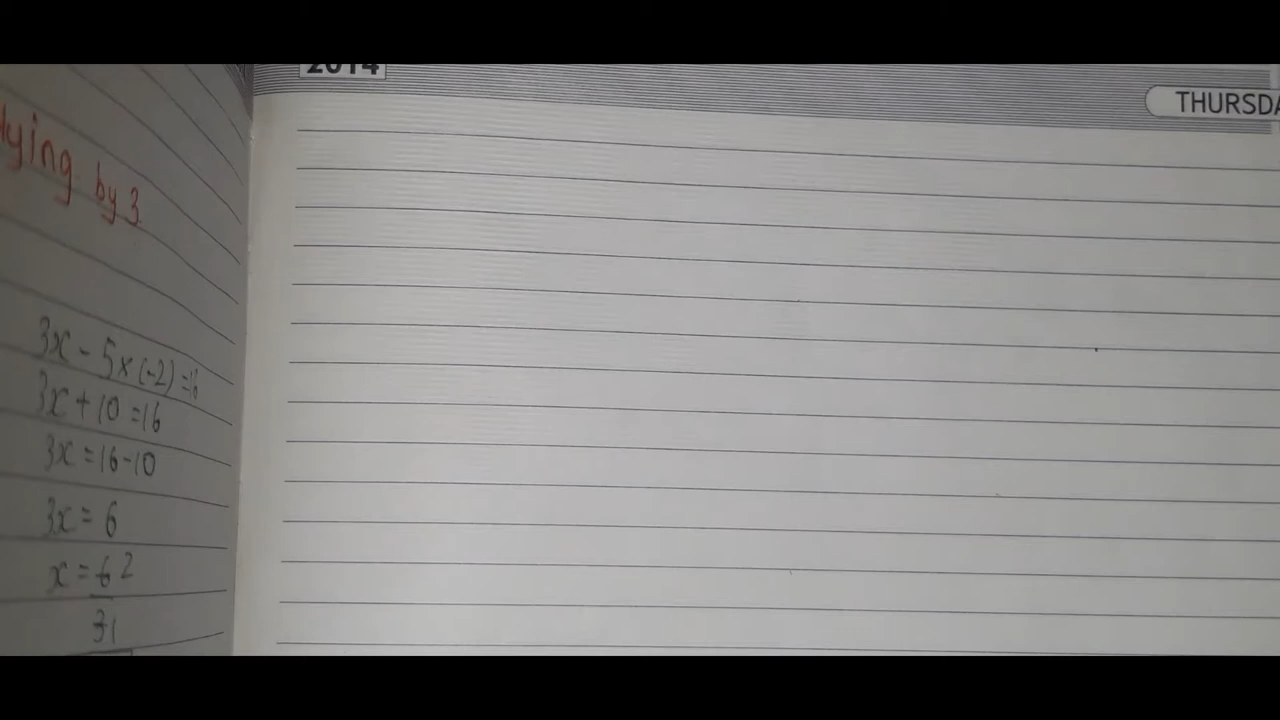 lying by 3
3x - 5x(-2) =16
3x + 10 =16
3x = 16-10
3x = 6
x = 6 2
31
2014
THURSDA